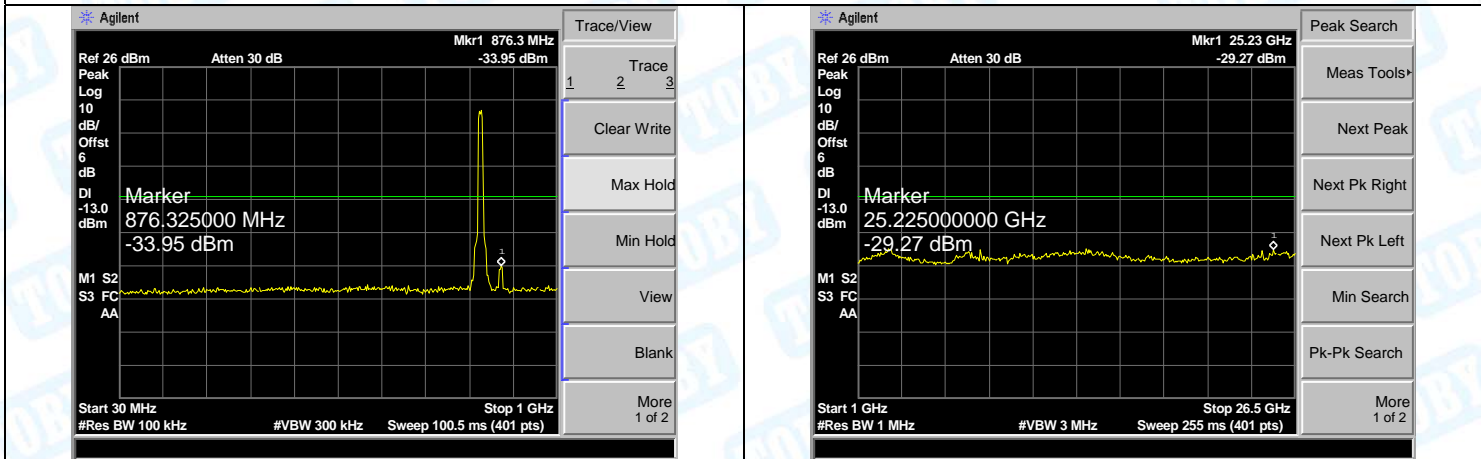 Agilent
Trace/View
Mkr1 876.3 MHz
Ref 26 dBm Atten 30 dB -33.95 dBm
Peak
Log
10
dB/
Offst
6
dB
DI
-13.0
dBm
Marker
876.325000 MHz
-33.95 dBm
1
M1 S2
S3 FC
AA
Start 30 MHz Stop 1 GHz
#Res BW 100 kHz #VBW 300 kHz Sweep 100.5 ms (401 pts)
Trace
1 2 3
Clear Write
Max Hold
Min Hold
View
Blank
More
1 of 2
Agilent
Peak Search
Mkr1 25.23 GHz
Ref 26 dBm Atten 30 dB -29.27 dBm
Peak
Log
10
dB/
Offst
6
dB
DI
-13.0
dBm
Marker
25.225000000 GHz
-29.27 dBm
1
M1 S2
S3 FC
AA
Start 1 GHz Stop 26.5 GHz
#Res BW 1 MHz #VBW 3 MHz Sweep 255 ms (401 pts)
Meas Tools
Next Peak
Next Pk Right
Next Pk Left
Min Search
Pk-Pk Search
More
1 of 2
TOBY